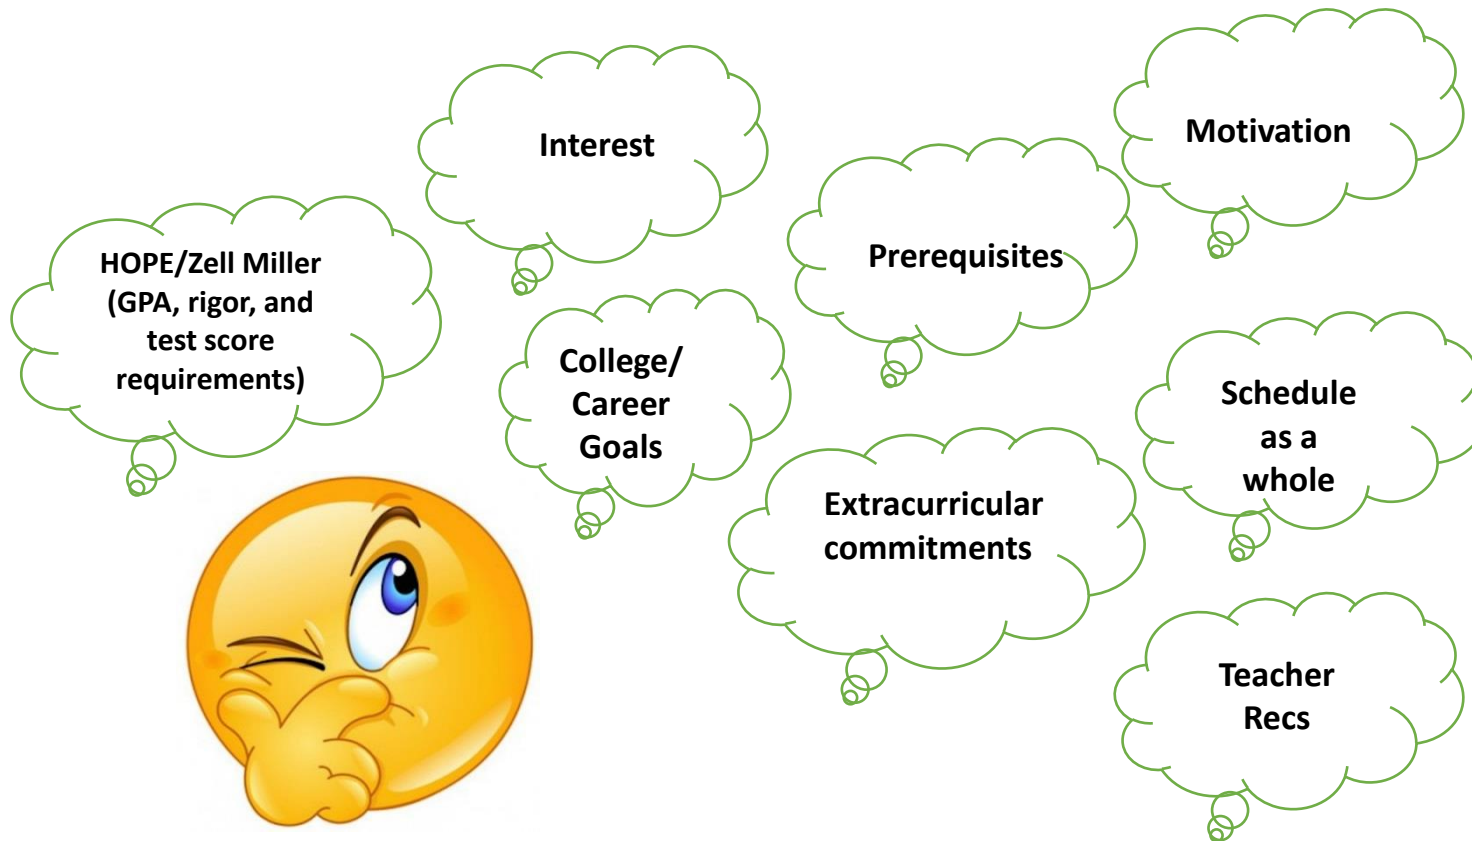 Interest
Motivation
HOPE/Zell Miller
(GPA, rigor, and
test score
requirements)
Prerequisites
College/
Career
Goals
Schedule
as a
whole
Extracurricular
commitments
Teacher
Recs